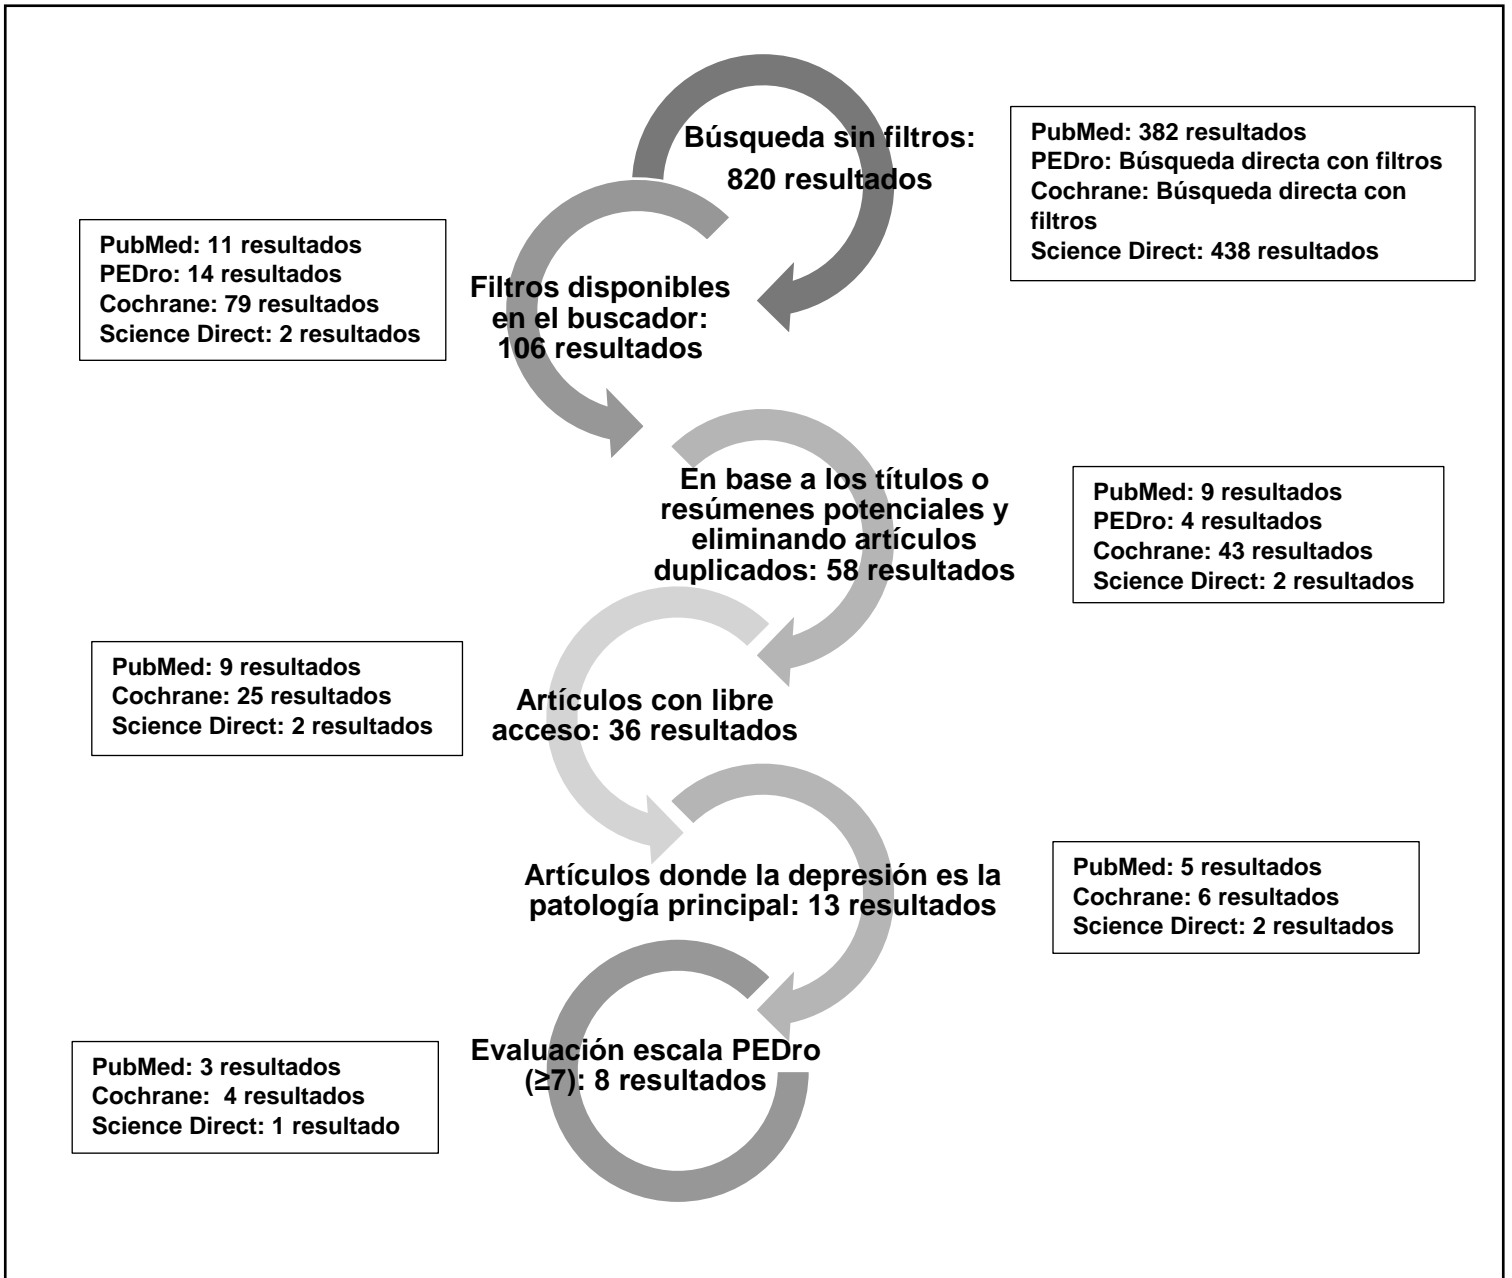 Búsqueda sin filtros:
820 resultados
PubMed: 382 resultados
PEDro: Búsqueda directa con filtros
Cochrane: Búsqueda directa con
filtros
Science Direct: 438 resultados
PubMed: 11 resultados
PEDro: 14 resultados
Cochrane: 79 resultados
Science Direct: 2 resultados
Filtros disponibles
en el buscador:
106 resultados
En base a los títulos o
resúmenes potenciales y
eliminando artículos
duplicados: 58 resultados
PubMed: 9 resultados
PEDro: 4 resultados
Cochrane: 43 resultados
Science Direct: 2 resultados
PubMed: 9 resultados
Cochrane: 25 resultados
Science Direct: 2 resultados
Artículos con libre
acceso: 36 resultados
Artículos donde la depresión es la
patología principal: 13 resultados
PubMed: 5 resultados
Cochrane: 6 resultados
Science Direct: 2 resultados
PubMed: 3 resultados
Cochrane:  4 resultados
Science Direct: 1 resultado
Evaluación escala PEDro
(≥7): 8 resultados